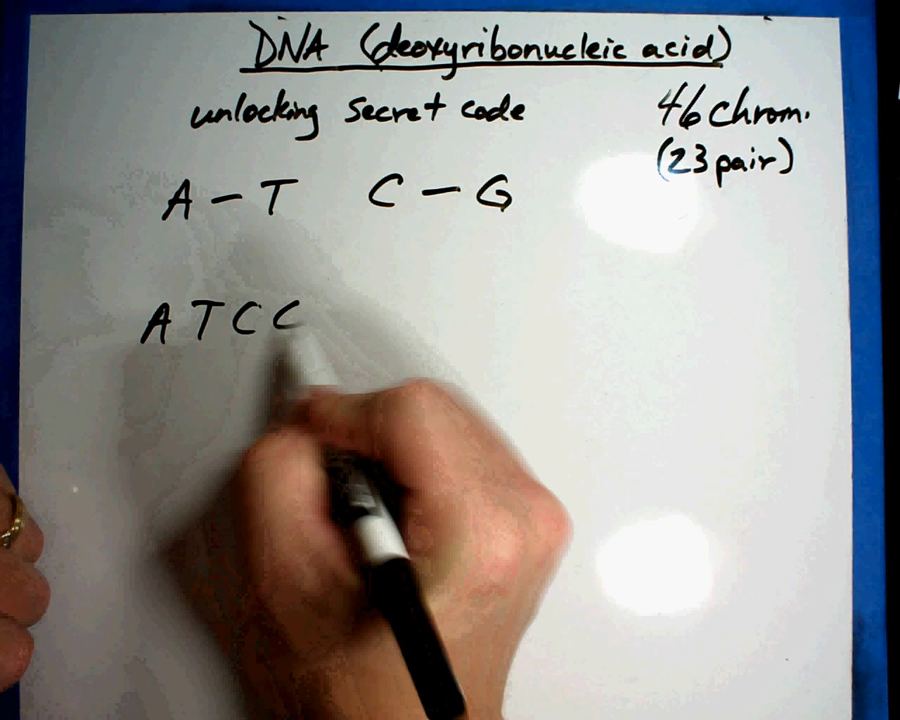 DNA (deoxyribonucleic acid)
unlocking secret code
46 chrom.
(23 pair)
A - T   C - G
A T C C